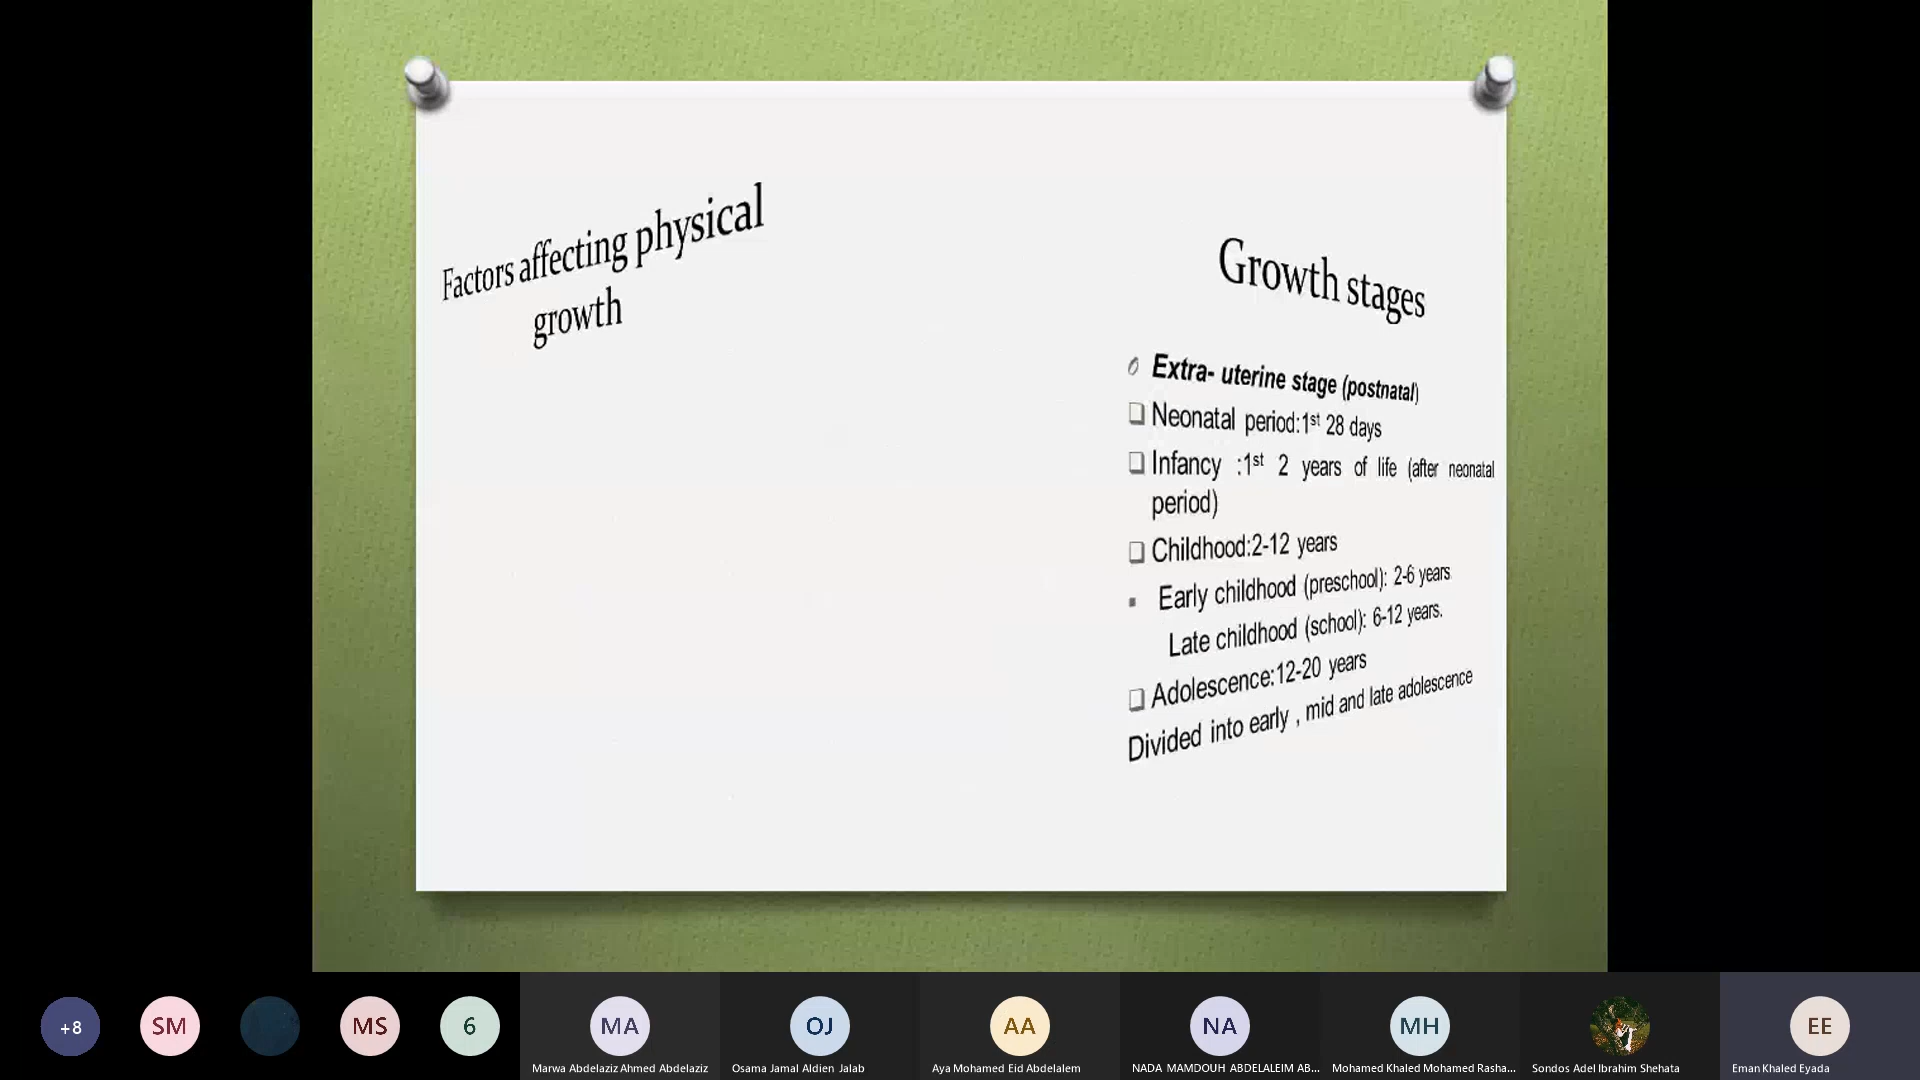 Factors affecting physical
growth
Growth stages
Extra- uterine stage (postnatal)
Neonatal period:1st 28 days
Infancy :1st 2 years of life (after neonatal
period)
Childhood:2-12 years
Early childhood (preschool): 2-6 years.
Late childhood (school): 6-12 years.
Adolescence:12-20 years
Divided into early , mid and late adolescence
+8
SM
MS
6
MA
OJ
AA
NA
MH
EE
Marwa Abdelaziz Ahmed Abdelaziz
Osama Jamal Aldien Jalab
Aya Mohamed Eid Abdelalem
NADA MAMDOUH ABDELALEIM AB...
Mohamed Khaled Mohamed Rasha...
Sondos Adel Ibrahim Shehata
Eman Khaled Eyada